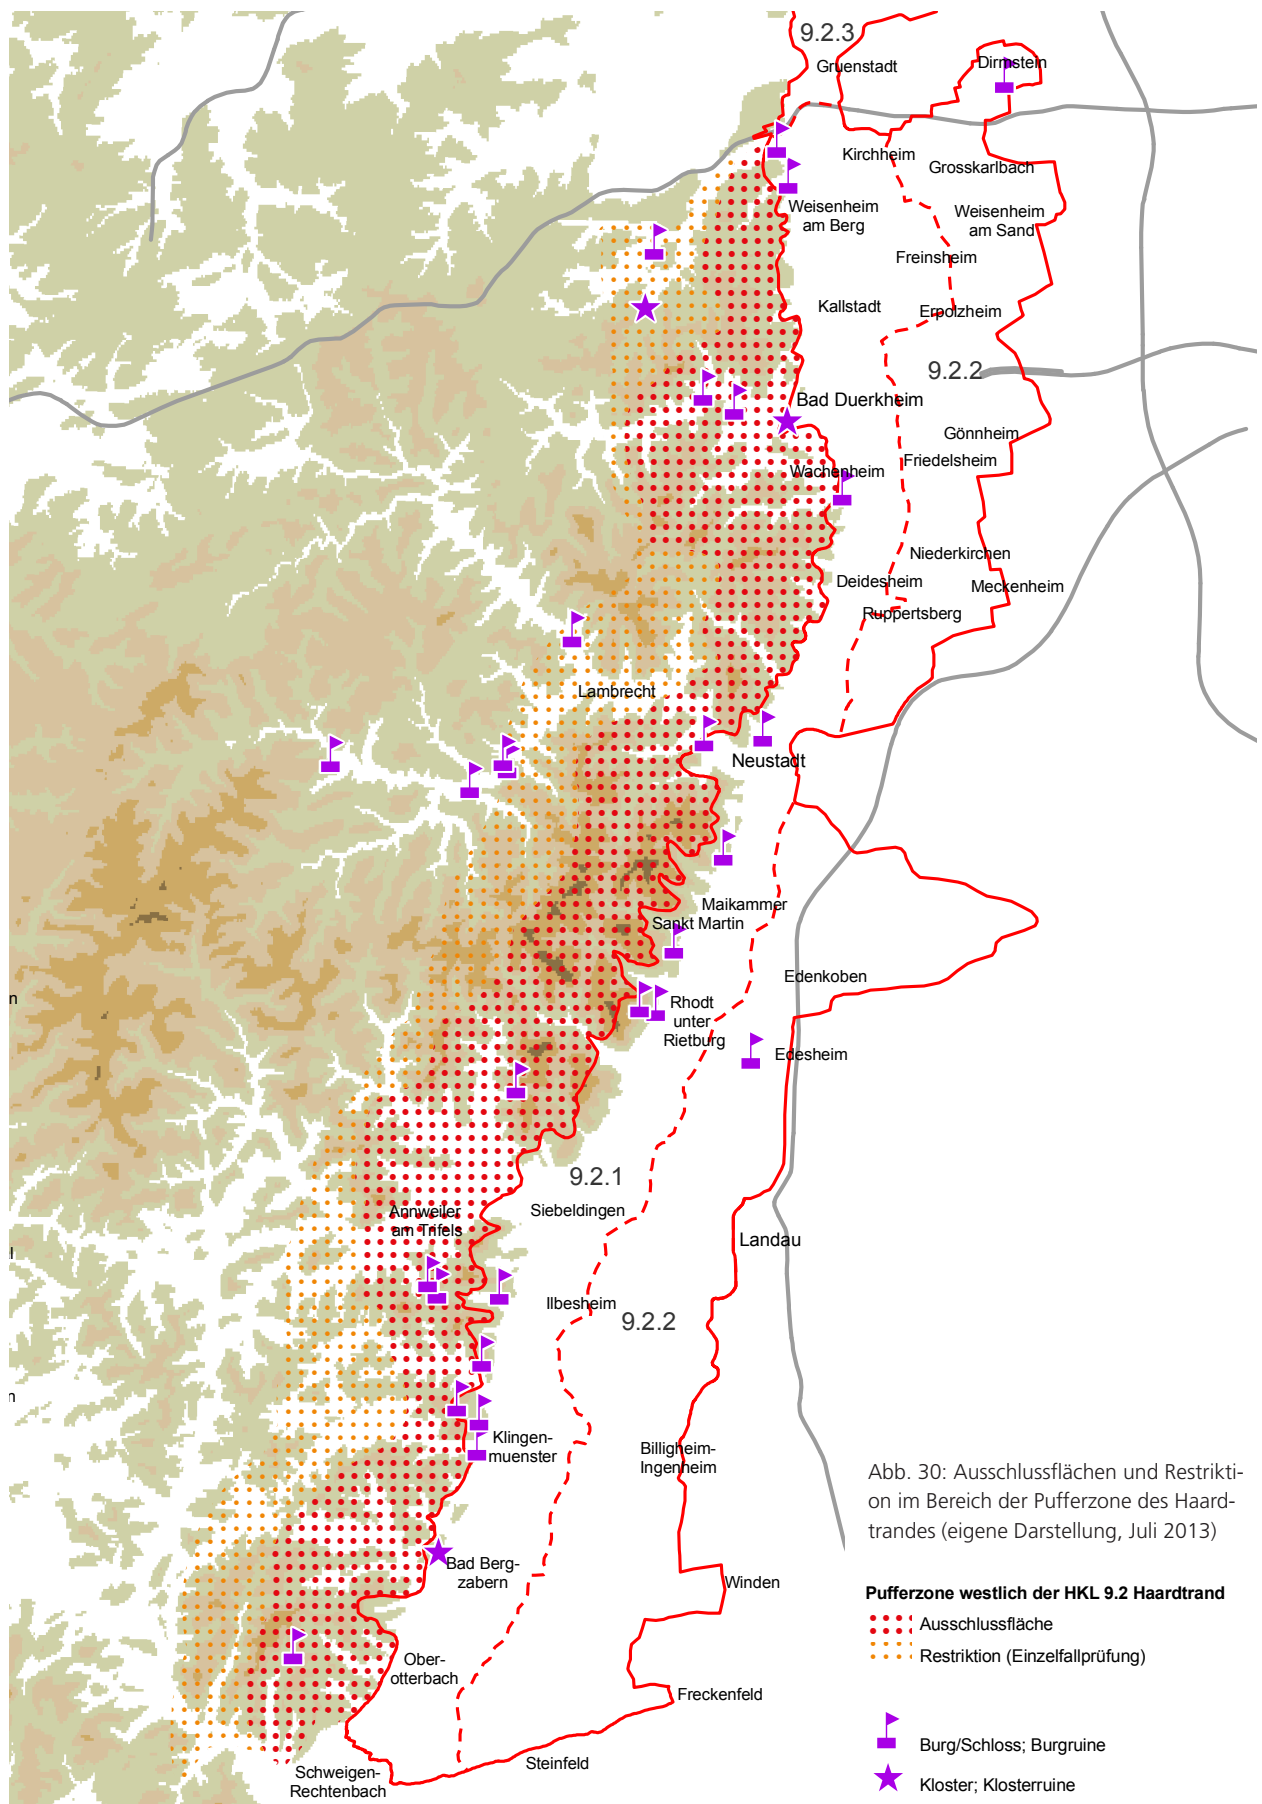 9.2.3
Gruenstadt
Dirmstein
Kirchheim
Grosskarlbach
Weisenheim
am Berg
Weisenheim
am Sand
Freinsheim
Kallstadt
Erpolzheim
9.2.2
Bad Duerkheim
Gönnheim
Friedelsheim
Wachenheim
Niederkirchen
Deidesheim
Meckenheim
Ruppertsberg
Lambrecht
Neustadt
Maikammer
Sankt Martin
Edenkoben
n
Rhodt
unter
Rietburg
Edesheim
9.2.1
Siebeldingen
Annweiler
am Trifels
Landau
l
Ilbesheim
9.2.2
n
Klingen-
muenster
Billigheim-
Ingenheim
Bad Berg-
zabern
Winden
Ober-
otterbach
Freckenfeld
Steinfeld
Schweigen-
Rechtenbach
Abb. 30: Ausschlussflächen und Restrikti-
on im Bereich der Pufferzone des Haard-
trandes (eigene Darstellung, Juli 2013)
Pufferzone westlich der HKL 9.2 Haardtrand
Ausschlussfläche
Restriktion (Einzelfallprüfung)
Burg/Schloss; Burgruine
Kloster; Klosterruine